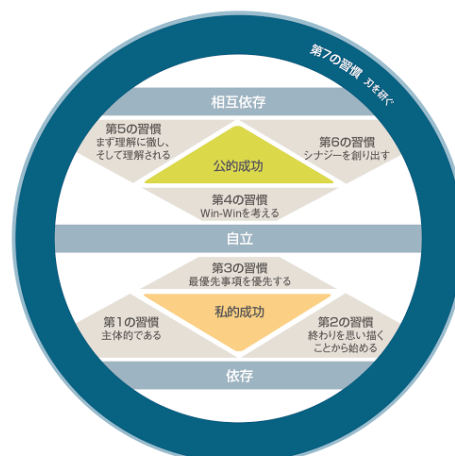 第7の習慣 刃を研ぐ
相互依存
第5の習慣
まず理解に徹し、
そして理解される
第6の習慣
シナジーを創り出す
公的成功
第4の習慣
Win-Winを考える
自立
第3の習慣
最優先事項を優先する
私的成功
第1の習慣
主体的である
第2の習慣
終わりを思い描く
ことから始める
依存